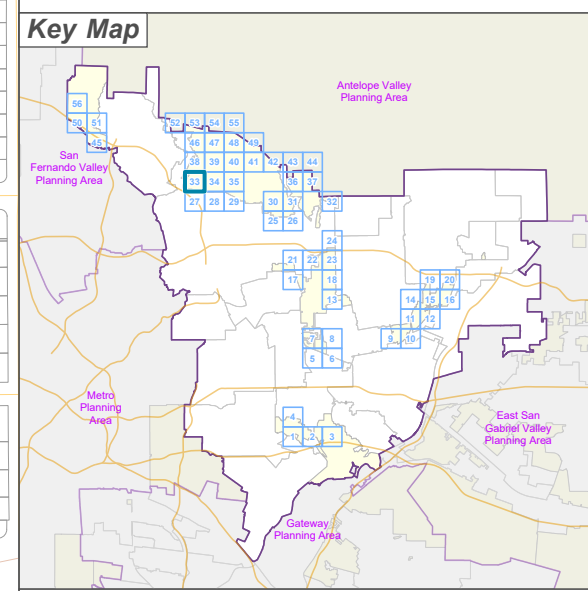 Key Map
Antelope Valley
Planning Area
56
50 51
45
52 53 54 55
46 47 48 49
38 39 40 41 42 43 44
33 34 35 36 37
27 28 29 30 31 32
25 26
San
Fernando Valley
Planning Area
24
21 22 23
17 18
13
19 20
14 15 16
11 12
9 10
7 8
5 6
Metro
Planning
Area
4
1 2 3
East San
Gabriel Valley
Planning Area
Gateway
Planning Area